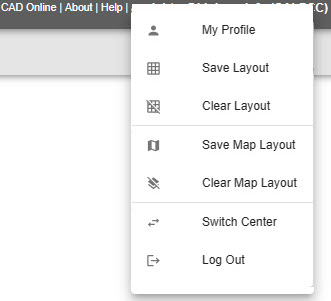 CAD Online | About | Help |
My Profile
Save Layout
Clear Layout
Save Map Layout
Clear Map Layout
Switch Center
Log Out